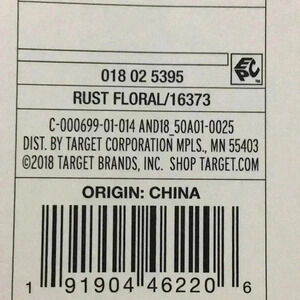 018 02 5395
EPC
RUST FLORAL/16373
C-000699-01-014 AND18_50A01-0025
DIST. BY TARGET CORPORATION MPLS., MN 55403
©2018 TARGET BRANDS, INC. SHOP TARGET.COM
ORIGIN: CHINA
1 91904 46220 6